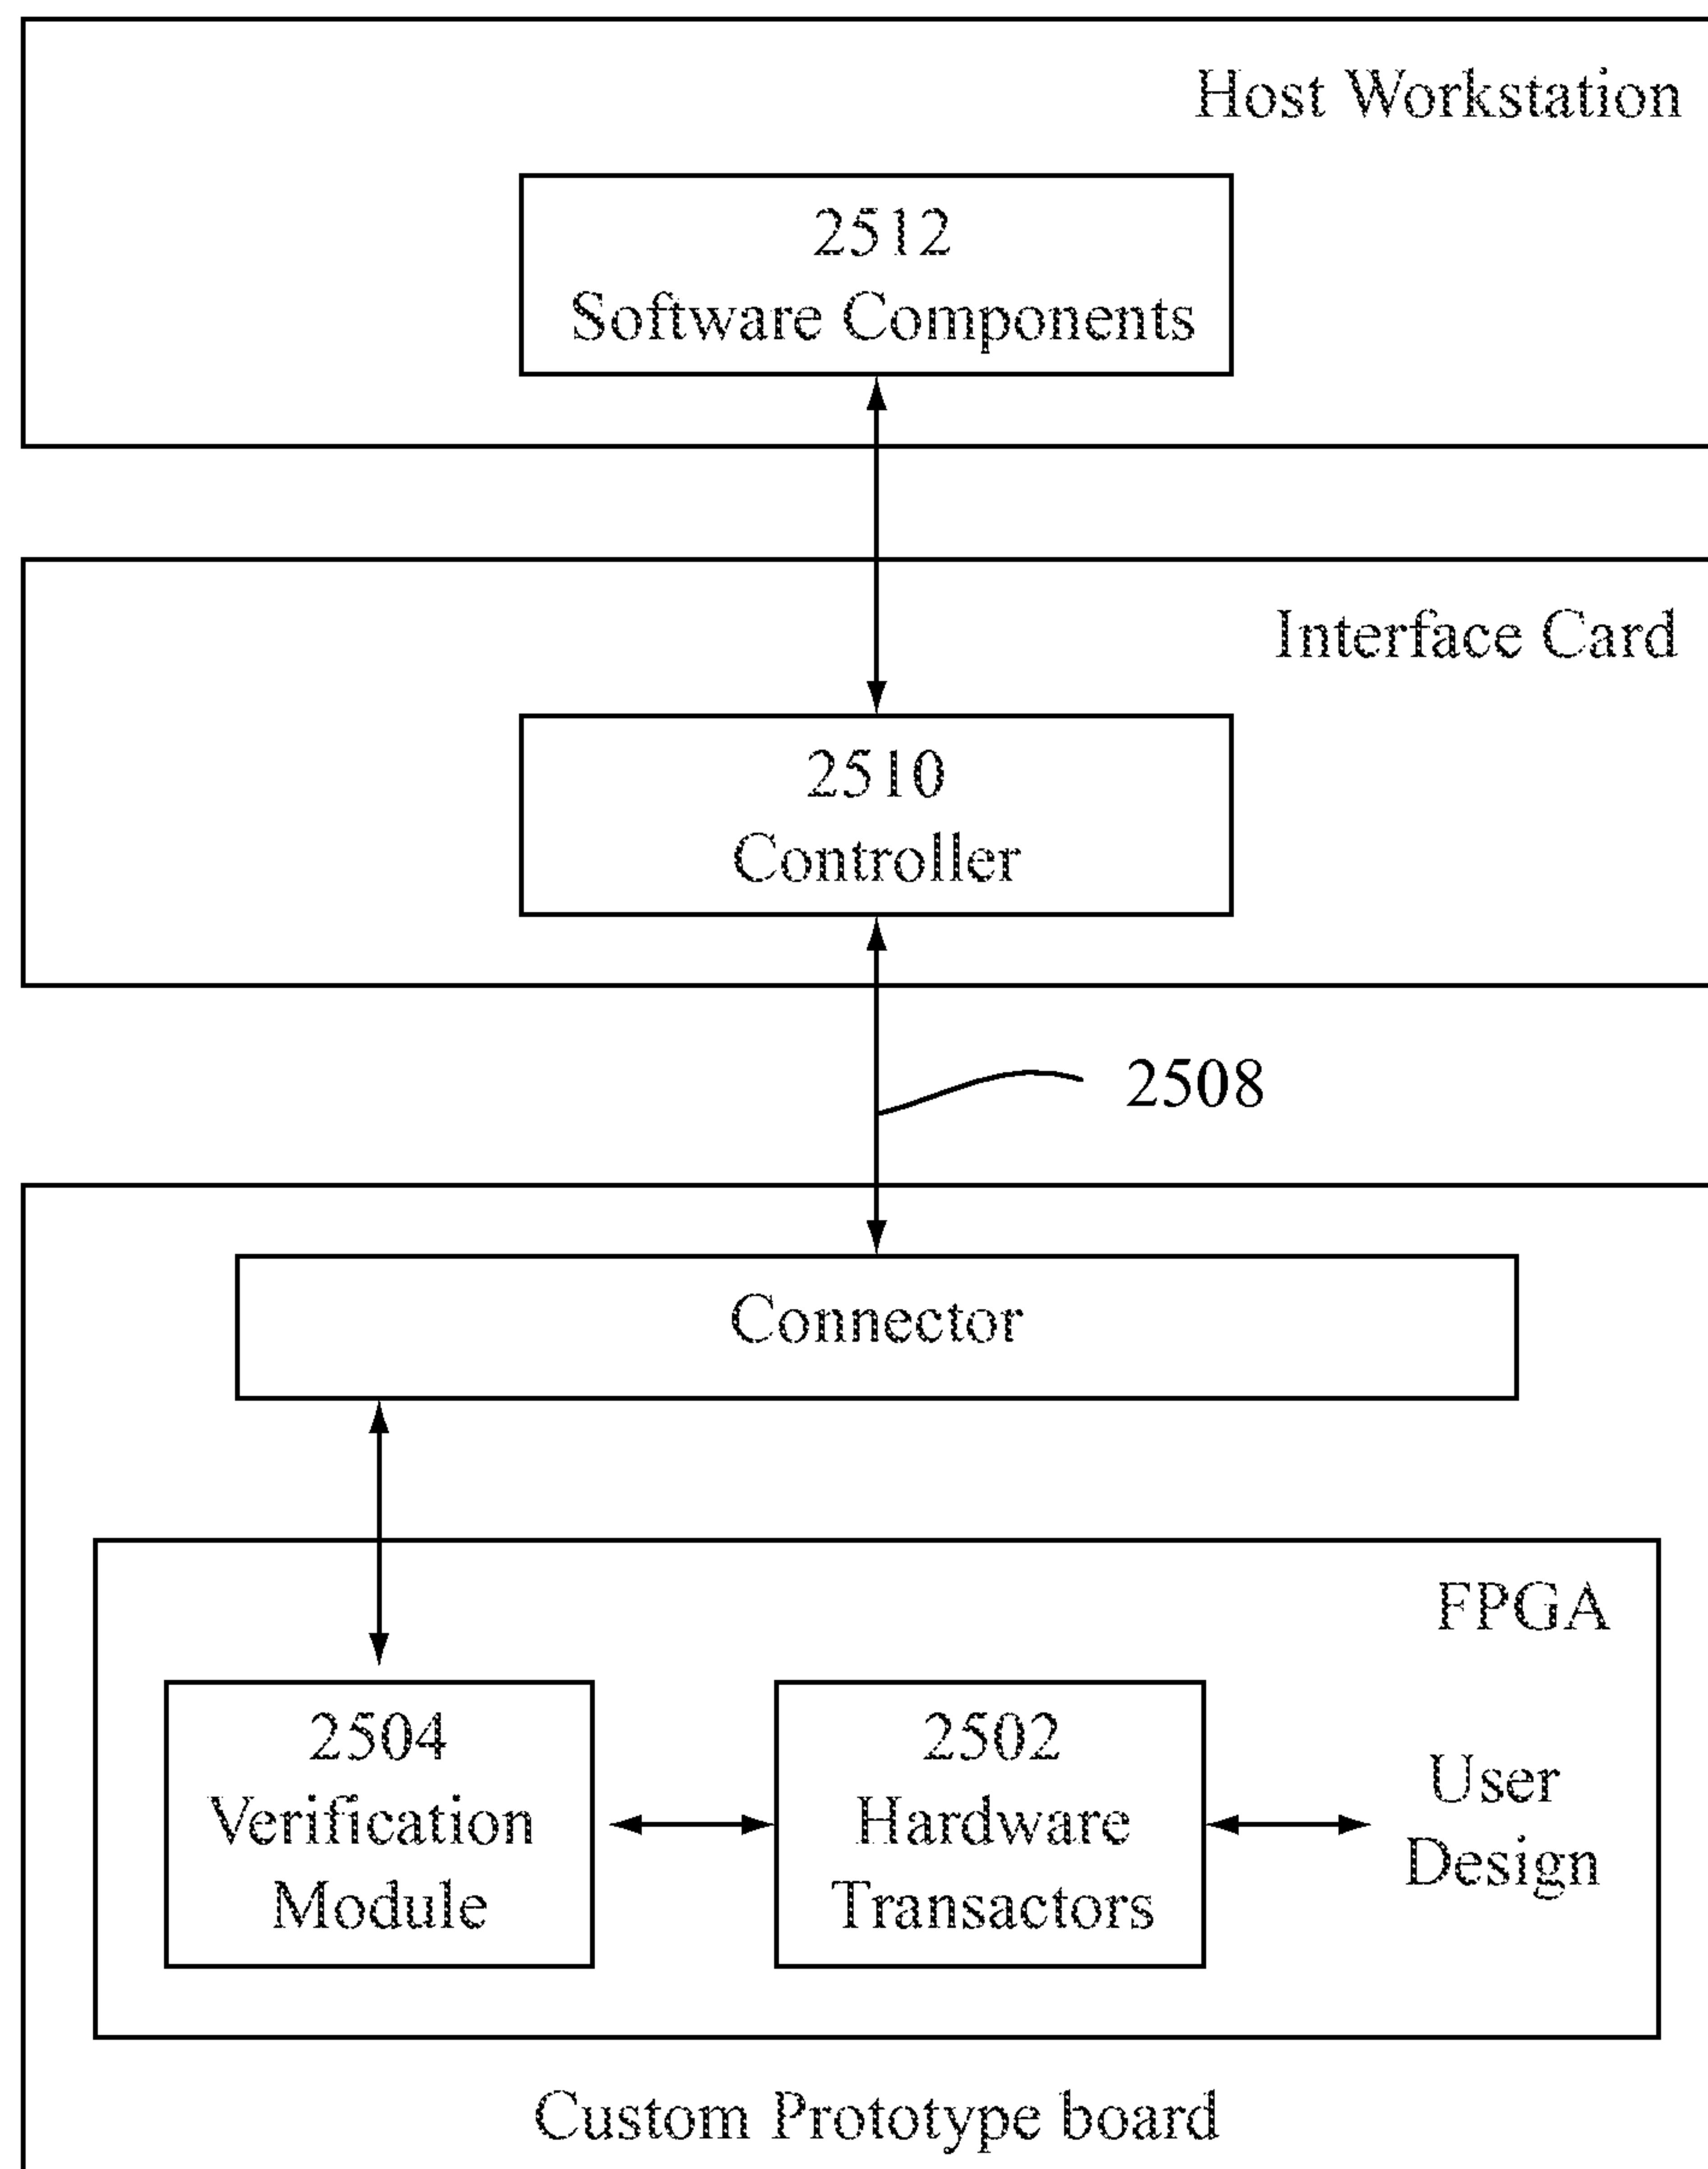 Host Workstation
2512
Software Components
Interface Card
2510
Controller
2508
Connector
FPGA
2504
Verification
Module
2502
Hardware
Transactors
User
Design
Custom Prototype board